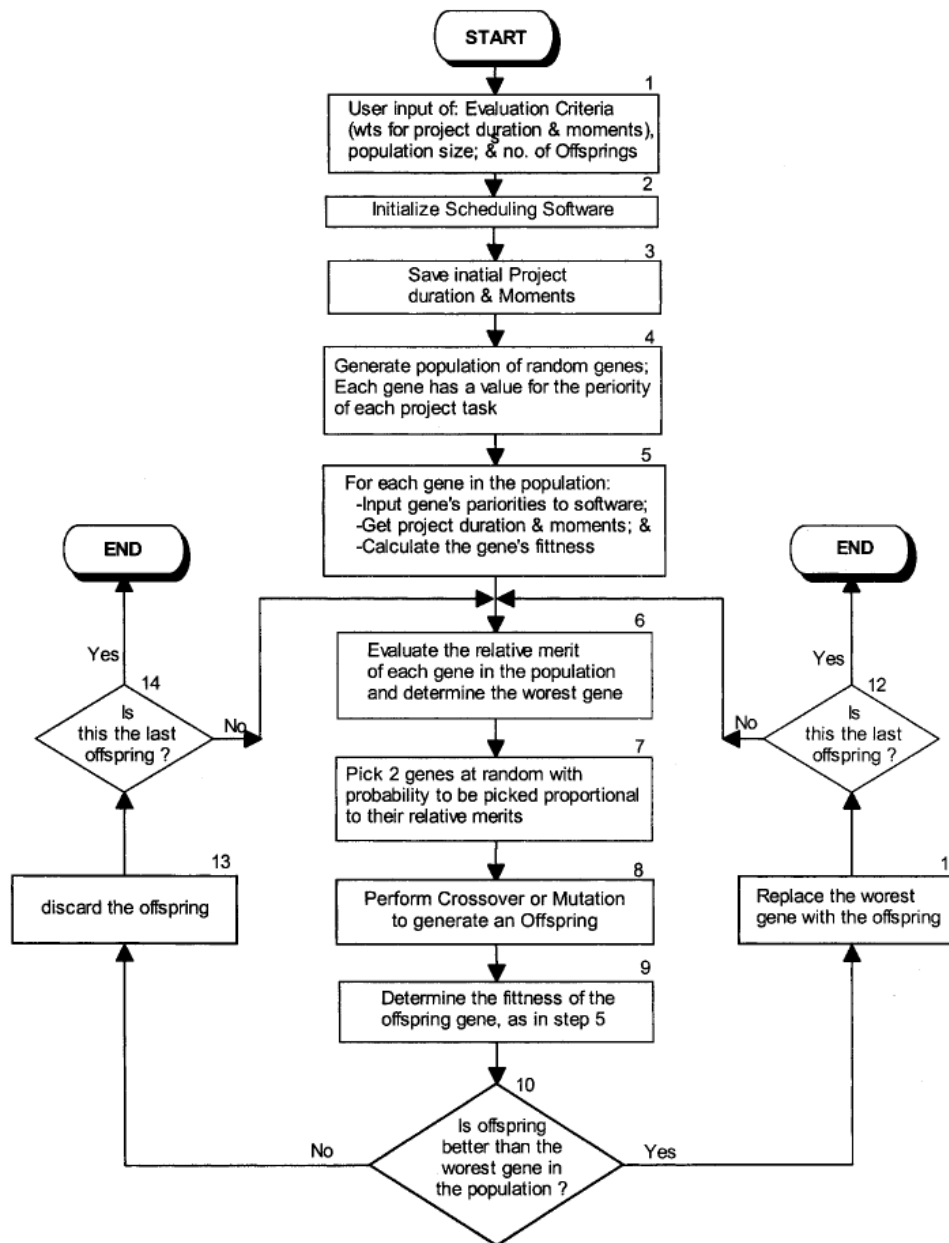 START
1
User input of: Evaluation Criteria
(wts for project duration & moments),
s
population size; & no. of Offsprings
2
Initialize Scheduling Software
3
Save inatial Project
duration & Moments
4
Generate population of random genes;
Each gene has a value for the periority
of each project task
5
For each gene in the population:
-Input gene's pariorities to software;
-Get project duration & moments; &
-Calculate the gene's fittness
END
END
6
Evaluate the relative merit
of each gene in the population
and determine the worest gene
Yes
14
Is
this the last
offspring ?
No
Yes
12
Is
this the last
offspring ?
No
7
Pick 2 genes at random with
probability to be picked proportional
to their relative merits
13
discard the offspring
8
Perform Crossover or Mutation
to generate an Offspring
1
Replace the worest
gene with the offspring
9
Determine the fittness of the
offspring gene, as in step 5
10
Is offspring
better than the
worest gene in
the population ?
No
Yes